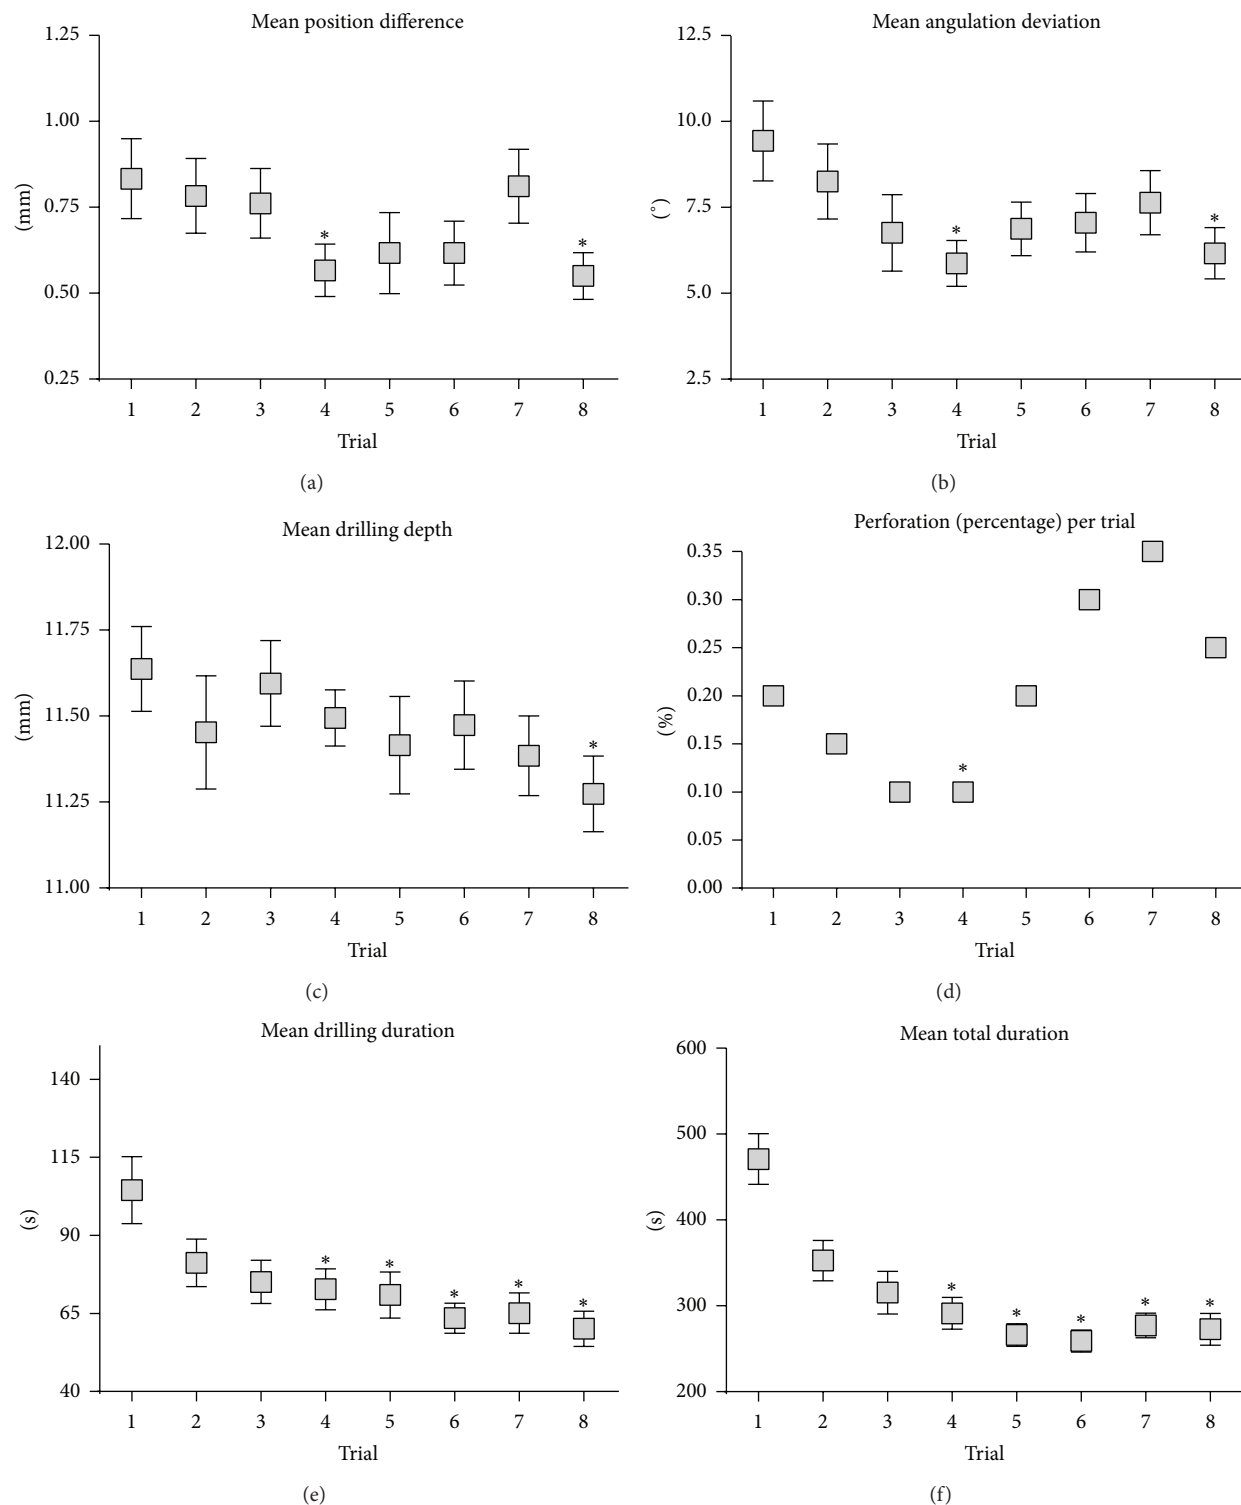 Mean position difference
1.25
1.00
0.75
0.50
0.25
(mm)
* *
1 2 3 4 5 6 7 8
Trial
(a)
Mean angulation deviation
12.5
10.0
7.5
5.0
2.5
(°)
* *
1 2 3 4 5 6 7 8
Trial
(b)
Mean drilling depth
12.00
11.75
11.50
11.25
11.00
(mm)
*
1 2 3 4 5 6 7 8
Trial
(c)
Perforation (percentage) per trial
0.35
0.30
0.25
0.20
0.15
0.10
0.05
0.00
(%)
*
1 2 3 4 5 6 7 8
Trial
(d)
Mean drilling duration
140
115
90
65
40
(s)
* * * * *
1 2 3 4 5 6 7 8
Trial
(e)
Mean total duration
600
500
400
300
200
(s)
* * * * *
1 2 3 4 5 6 7 8
Trial
(f)